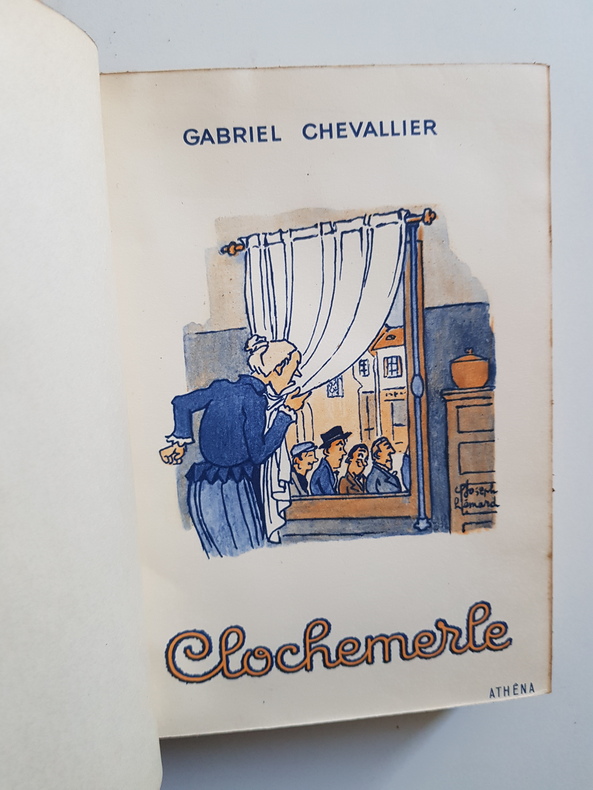 GABRIEL CHEVALLIER
Joseph
Hémard
Clochemerle
ATHÊNA